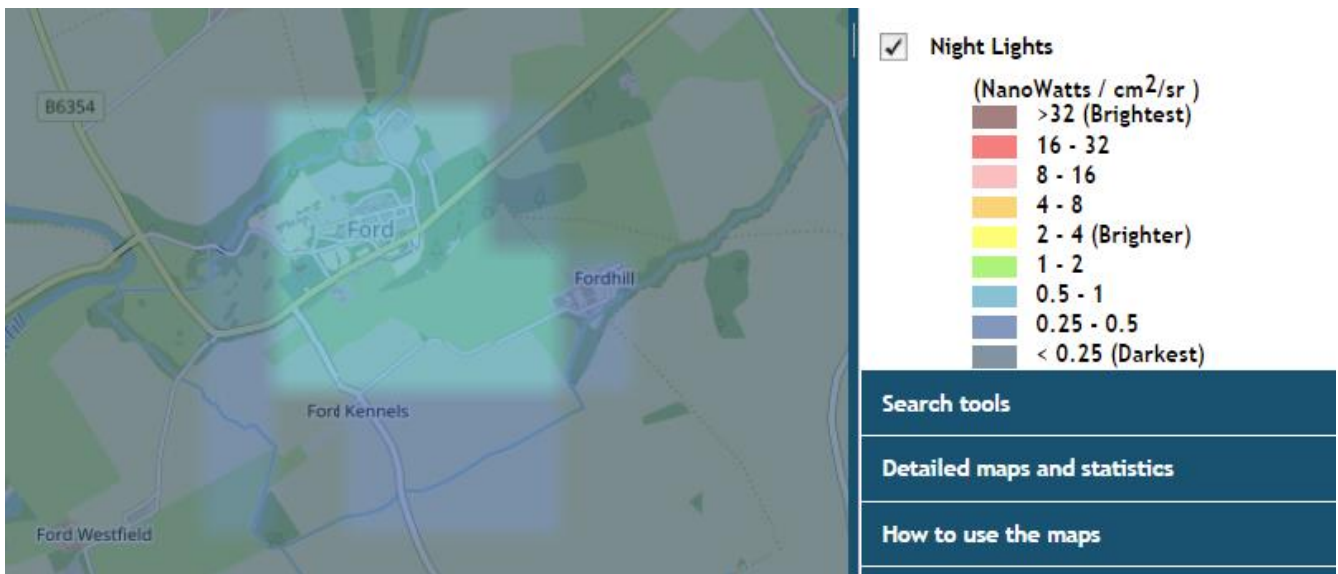 B6354
Ford
Fordhill
Ford Kennels
Ford Westfield
Night Lights
(NanoWatts / cm2/sr )
>32 (Brightest)
16 - 32
8 - 16
4 - 8
2 - 4 (Brighter)
1 - 2
0.5 - 1
0.25 - 0.5
< 0.25 (Darkest)
Search tools
Detailed maps and statistics
How to use the maps